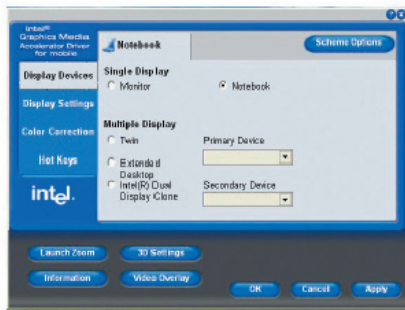 Intel®
Graphics Media
Accelerator Driver
for mobile
Notebook
Scheme Options
Display Devices
Display Settings
Color Correction
Hot Keys
intel.
Single Display
Monitor
Notebook
Multiple Display
Twin
Primary Device
Extended
Desktop
Intel(R) Dual
Display Clone
Secondary Device
Launch Zoom
3D Settings
Information
Video Overlay
OK
Cancel
Apply